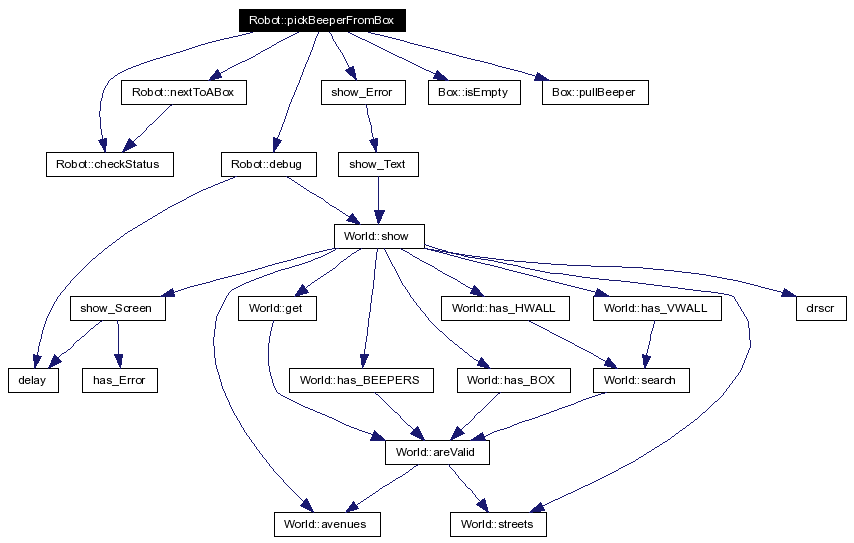 Robot::pickBeeperFromBox
Robot::nextToABox
show_Error
Box::isEmpty
Box::pullBeeper
Robot::checkStatus
Robot::debug
show_Text
World::show
show_Screen
World::get
World::has_HWALL
World::has_VWALL
clrscr
delay
has_Error
World::has_BEEPERS
World::has_BOX
World::search
World::areValid
World::avenues
World::streets